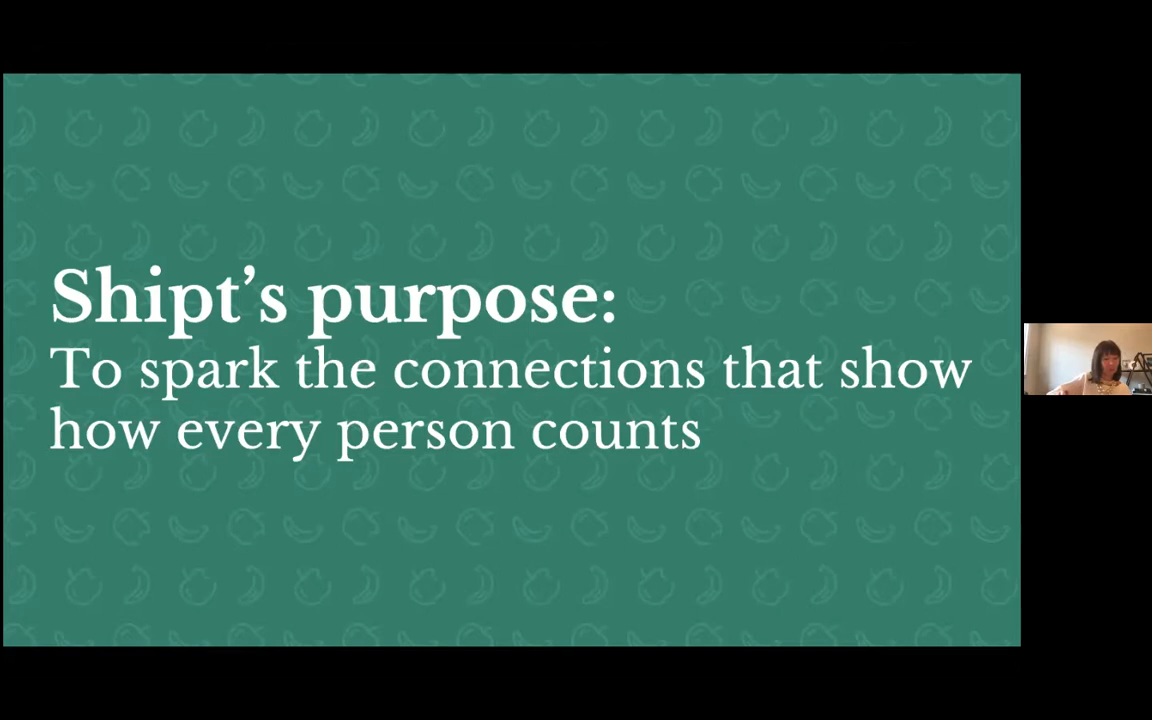 Shipt’s purpose:
To spark the connections that show
how every person counts